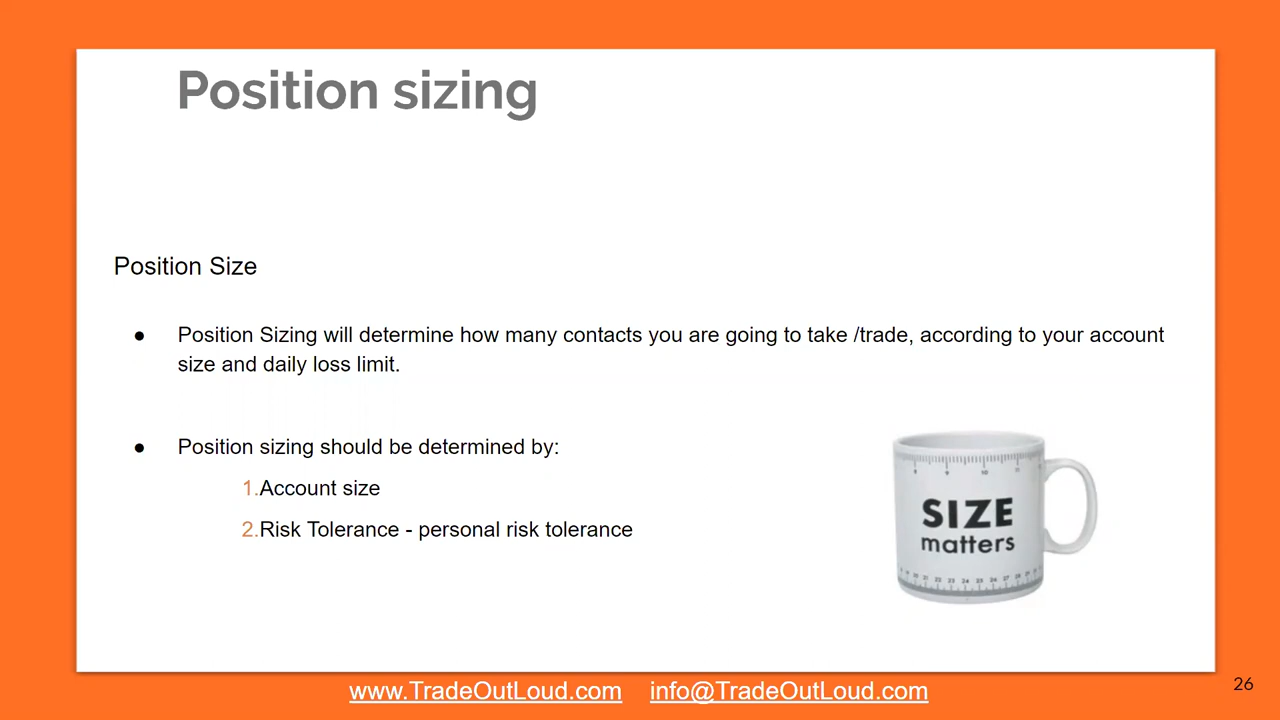 Position sizing
Position Size
● Position Sizing will determine how many contacts you are going to take /trade, according to your account
size and daily loss limit.
● Position sizing should be determined by:
1.Account size
2.Risk Tolerance - personal risk tolerance
SIZE
matters
www.TradeOutLoud.com info@TradeOutLoud.com
26